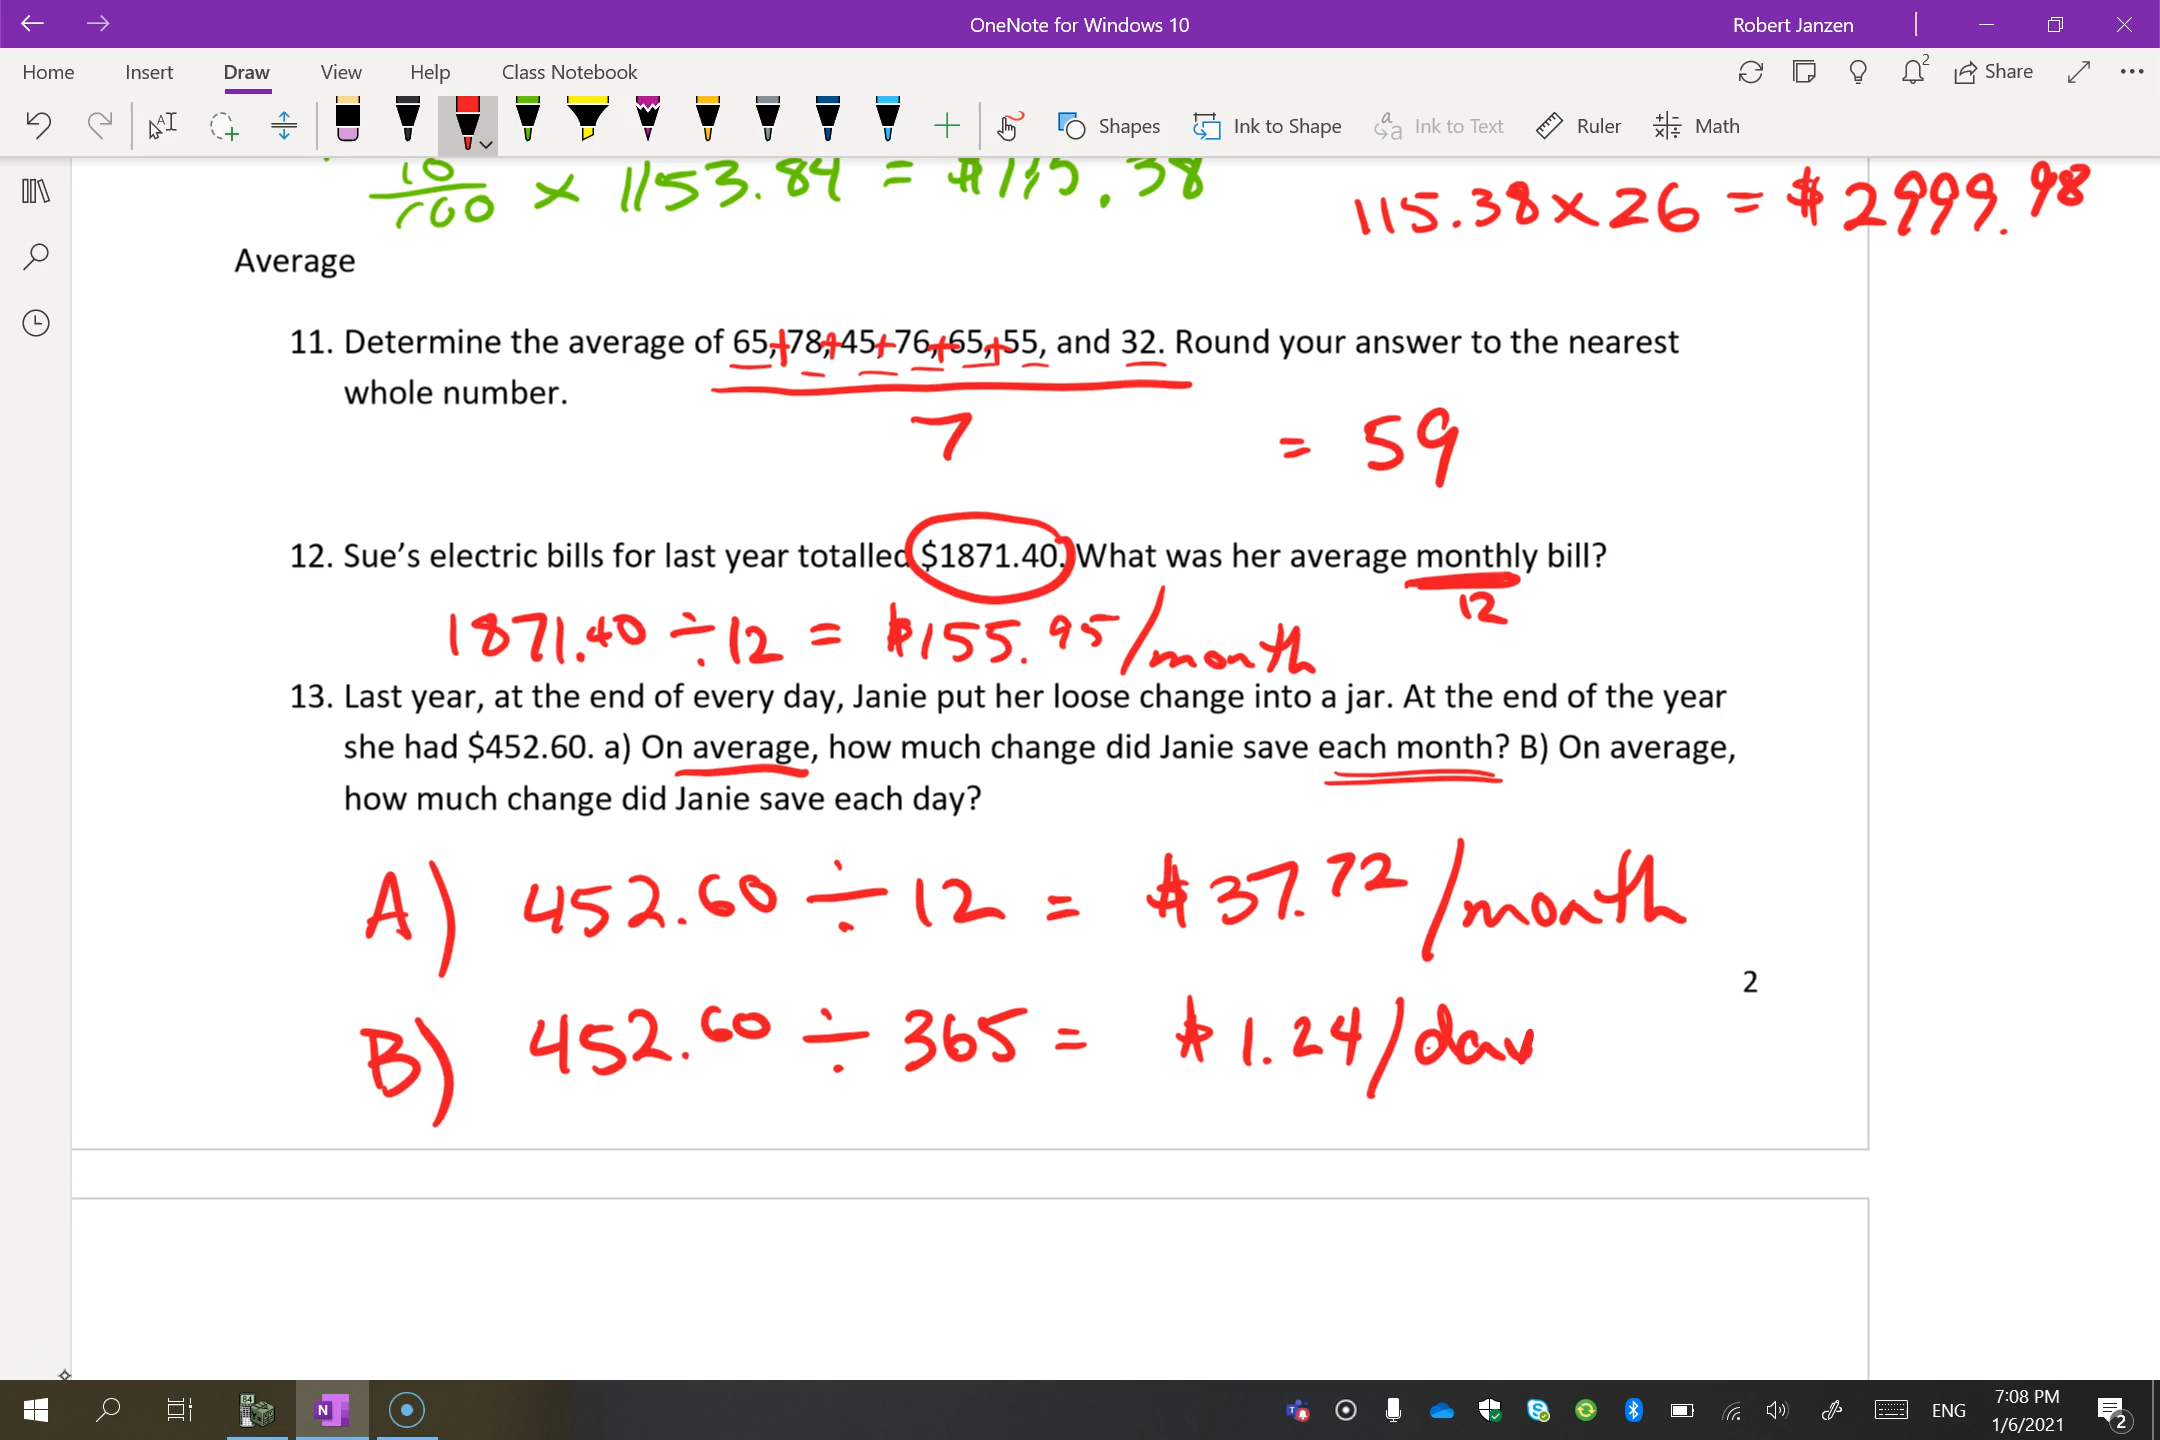 OneNote for Windows 10
Robert Janzen
Home Insert Draw View Help Class Notebook
2
Share
Shapes Ink to Shape Ink to Text Ruler Math
10/100 × 1153.84 = $115.38
115.38 × 26 = $2999.98
Average
11. Determine the average of 65,+78,+45,+76,+65,+55, and 32. Round your answer to the nearest
whole number.
7 = 59
12. Sue's electric bills for last year totalled $1871.40. What was her average monthly bill?
12
1871.40 ÷ 12 = $155.95/month
13. Last year, at the end of every day, Janie put her loose change into a jar. At the end of the year
she had $452.60. a) On average, how much change did Janie save each month? B) On average,
how much change did Janie save each day?
A) 452.60 ÷ 12 = $37.72/month
2
B) 452.60 ÷ 365 = $1.24/day
ENG
7:08 PM
1/6/2021
2